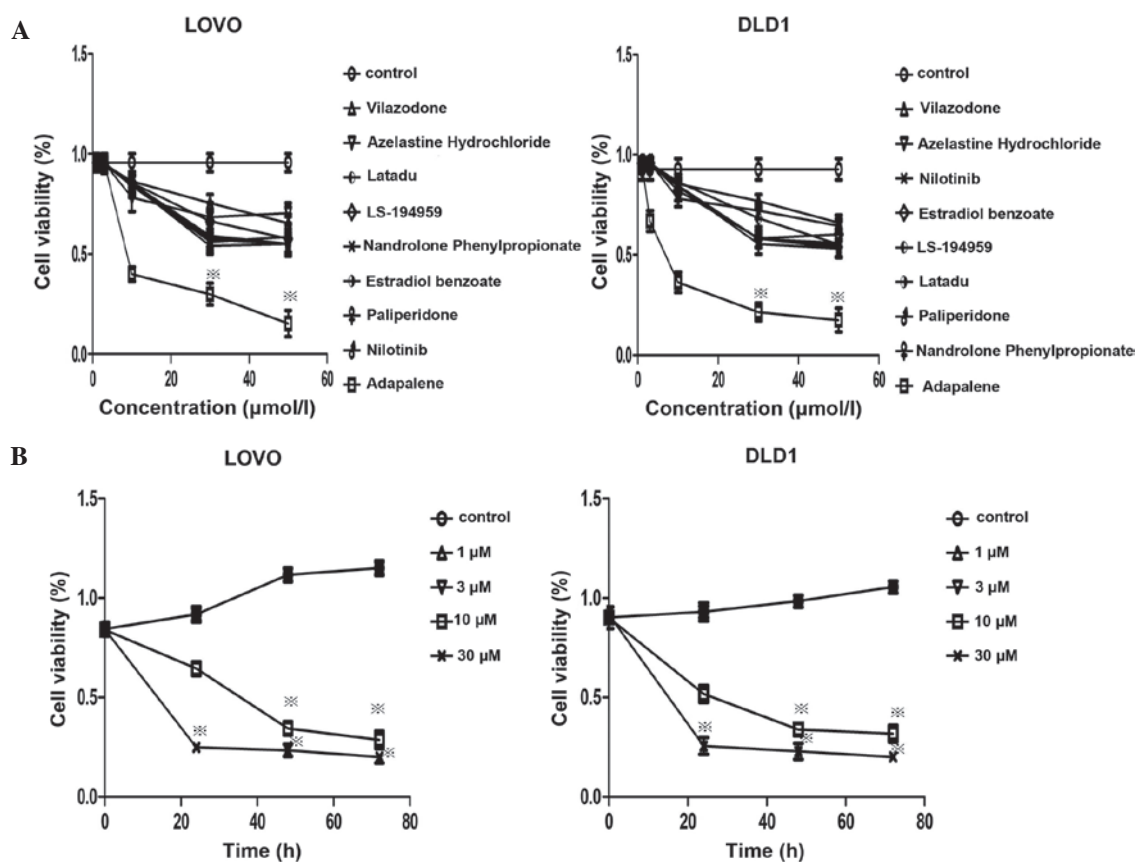 A
LOVO
1.5
1.0
0.5
0.0
0
20
40
60
Cell viability (%)
Concentration (µmol/l)
control
Vilazodone
Azelastine Hydrochloride
Latadu
LS-194959
Nandrolone Phenylpropionate
Estradiol benzoate
Paliperidone
Nilotinib
Adapalene
※
※
DLD1
1.5
1.0
0.5
0.0
0
20
40
60
Cell viability (%)
Concentration (µmol/l)
control
Vilazodone
Azelastine Hydrochloride
Nilotinib
Estradiol benzoate
LS-194959
Latadu
Paliperidone
Nandrolone Phenylpropionate
Adapalene
※
※
B
LOVO
1.5
1.0
0.5
0.0
0
20
40
60
80
Cell viability (%)
Time (h)
control
1 µM
3 µM
10 µM
30 µM
※
※
※
※
※
DLD1
1.5
1.0
0.5
0.0
0
20
40
60
80
Cell viability (%)
Time (h)
control
1 µM
3 µM
10 µM
30 µM
※
※
※
※
※